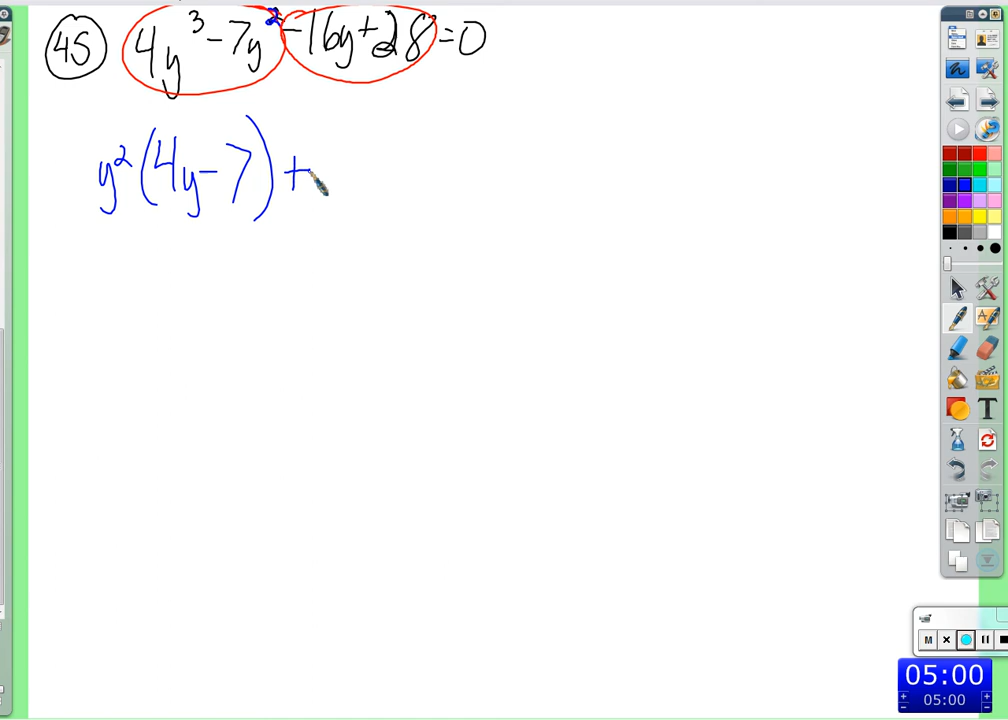 45 4y³ - 7y² - 16y + 28 = 0
y² (4y - 7) +
A
T
M
05:00
05:00